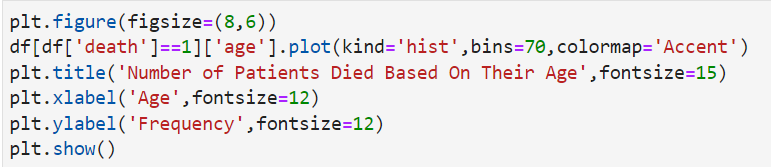 plt.figure(figsize=(8,6))
df[df['death']==1]['age'].plot(kind='hist',bins=70,colormap='Accent')
plt.title('Number of Patients Died Based On Their Age',fontsize=15)
plt.xlabel('Age',fontsize=12)
plt.ylabel('Frequency',fontsize=12)
plt.show()